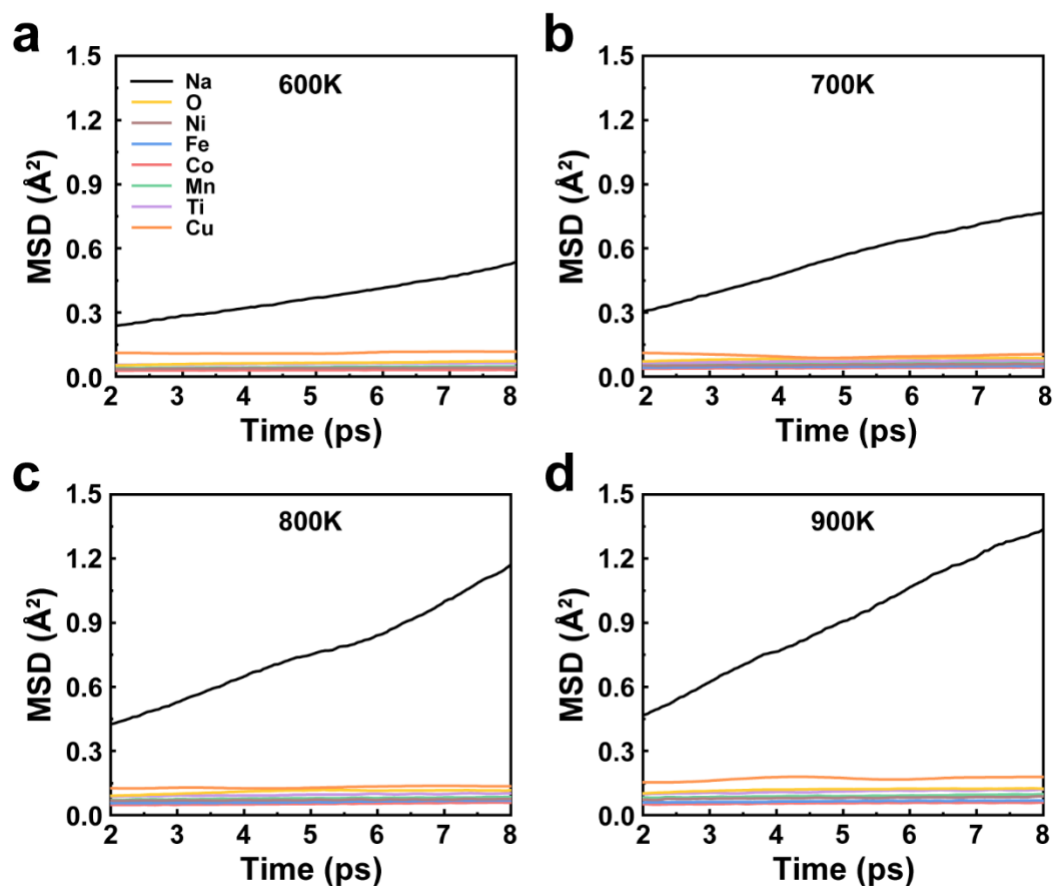 a
1.5
1.2
0.9
0.6
0.3
0.0
MSD (Å²)
600K
Na
O
Ni
Fe
Co
Mn
Ti
Cu
2 3 4 5 6 7 8
Time (ps)
b
1.5
1.2
0.9
0.6
0.3
0.0
MSD (Å²)
700K
2 3 4 5 6 7 8
Time (ps)
c
1.5
1.2
0.9
0.6
0.3
0.0
MSD (Å²)
800K
2 3 4 5 6 7 8
Time (ps)
d
1.5
1.2
0.9
0.6
0.3
0.0
MSD (Å²)
900K
2 3 4 5 6 7 8
Time (ps)